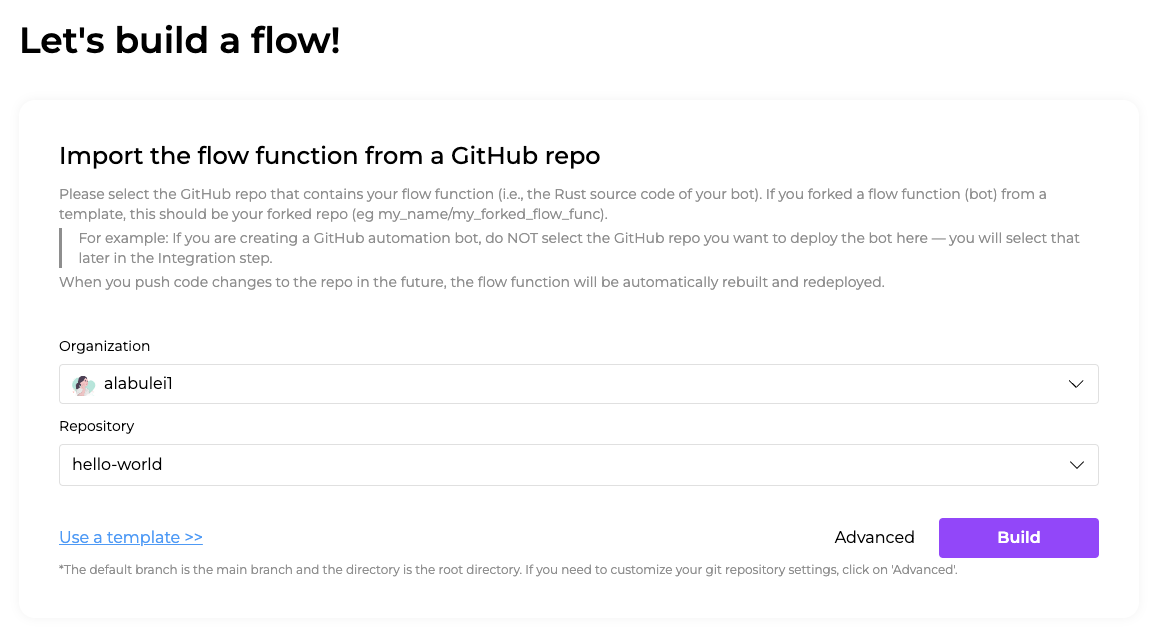 Let's build a flow!
Import the flow function from a GitHub repo
Please select the GitHub repo that contains your flow function (i.e., the Rust source code of your bot). If you forked a flow function (bot) from a
template, this should be your forked repo (eg my_name/my_forked_flow_func).
For example: If you are creating a GitHub automation bot, do NOT select the GitHub repo you want to deploy the bot here — you will select that
later in the Integration step.
When you push code changes to the repo in the future, the flow function will be automatically rebuilt and redeployed.
Organization
alabulei1
Repository
hello-world
Use a template >>
Advanced
Build
*The default branch is the main branch and the directory is the root directory. If you need to customize your git repository settings, click on 'Advanced'.